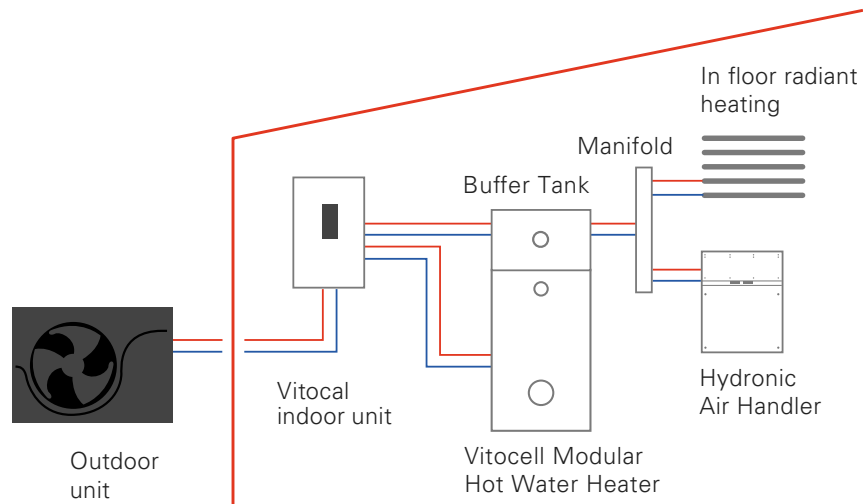 In floor radiant
heating
Manifold
Buffer Tank
Vitocal
indoor unit
Hydronic
Air Handler
Outdoor
unit
Vitocell Modular
Hot Water Heater